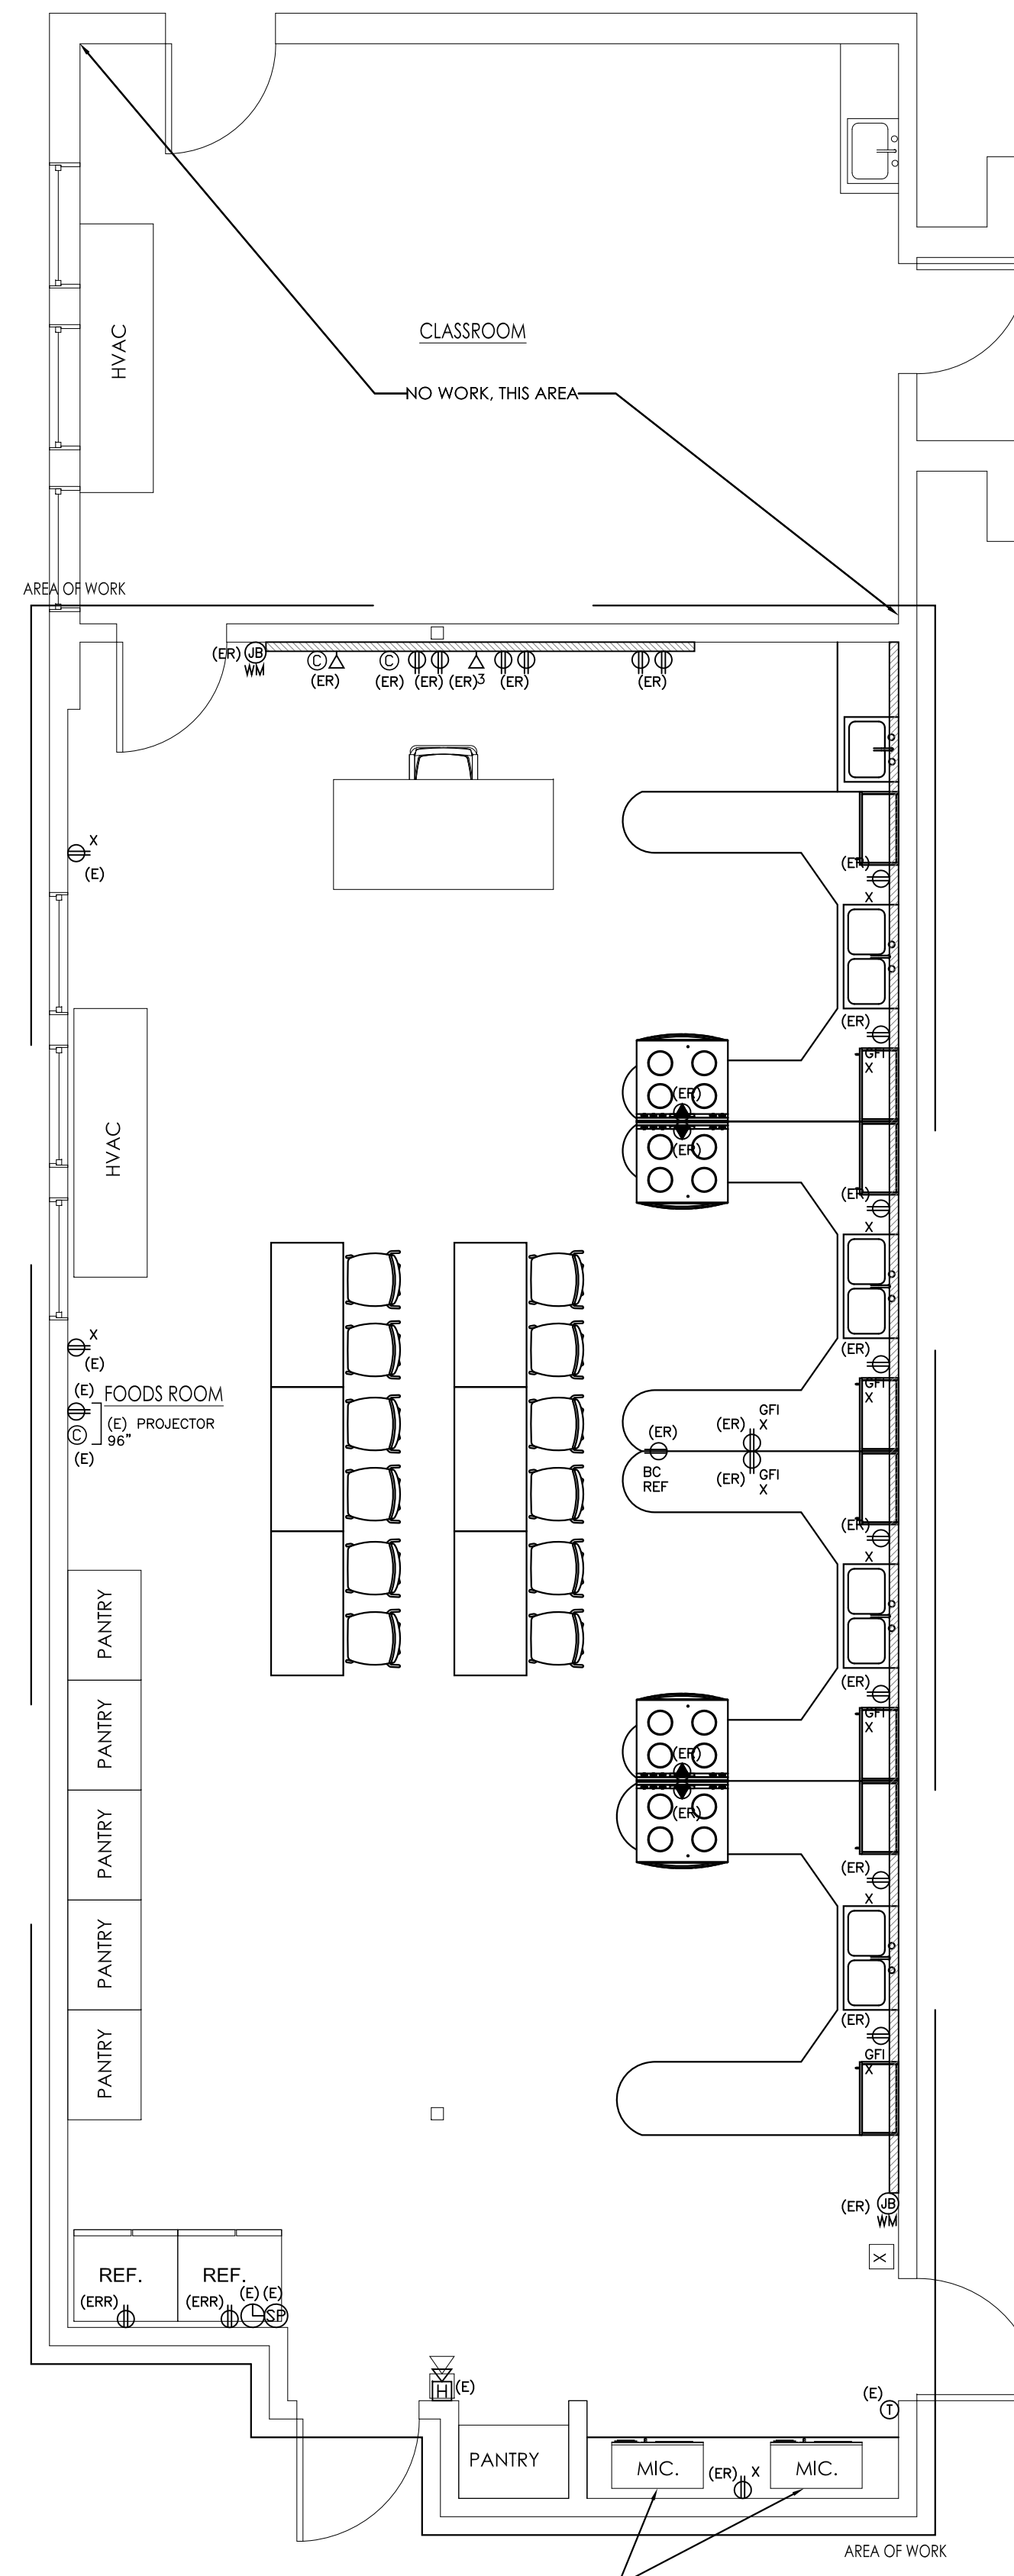 CLASSROOM
HVAC
NO WORK, THIS AREA
AREA OF WORK
(ER) JB
WM
C
(ER)
C
(ER)
(ER)
(ER)3
(ER)
(ER)
X
(E)
(ER)
X
(ER)
GFI
X
(ER)
(ER)
HVAC
(ER)
X
(ER)
GFI
X
X
(E)
(E)
FOODS ROOM
(E) PROJECTOR
96"
C
(E)
(ER)
BC
REF
(ER)
GFI
X
(ER)
GFI
X
(ER)
X
PANTRY
(ER)
GFI
X
PANTRY
(ER)
(ER)
PANTRY
(ER)
X
PANTRY
(ER)
GFI
X
PANTRY
(ER) JB
WM
X
REF.
REF.
(ERR)
(ERR)
(E) (E)
SP
H (E)
(E)
T
PANTRY
MIC.
(ER) X
MIC.
AREA OF WORK